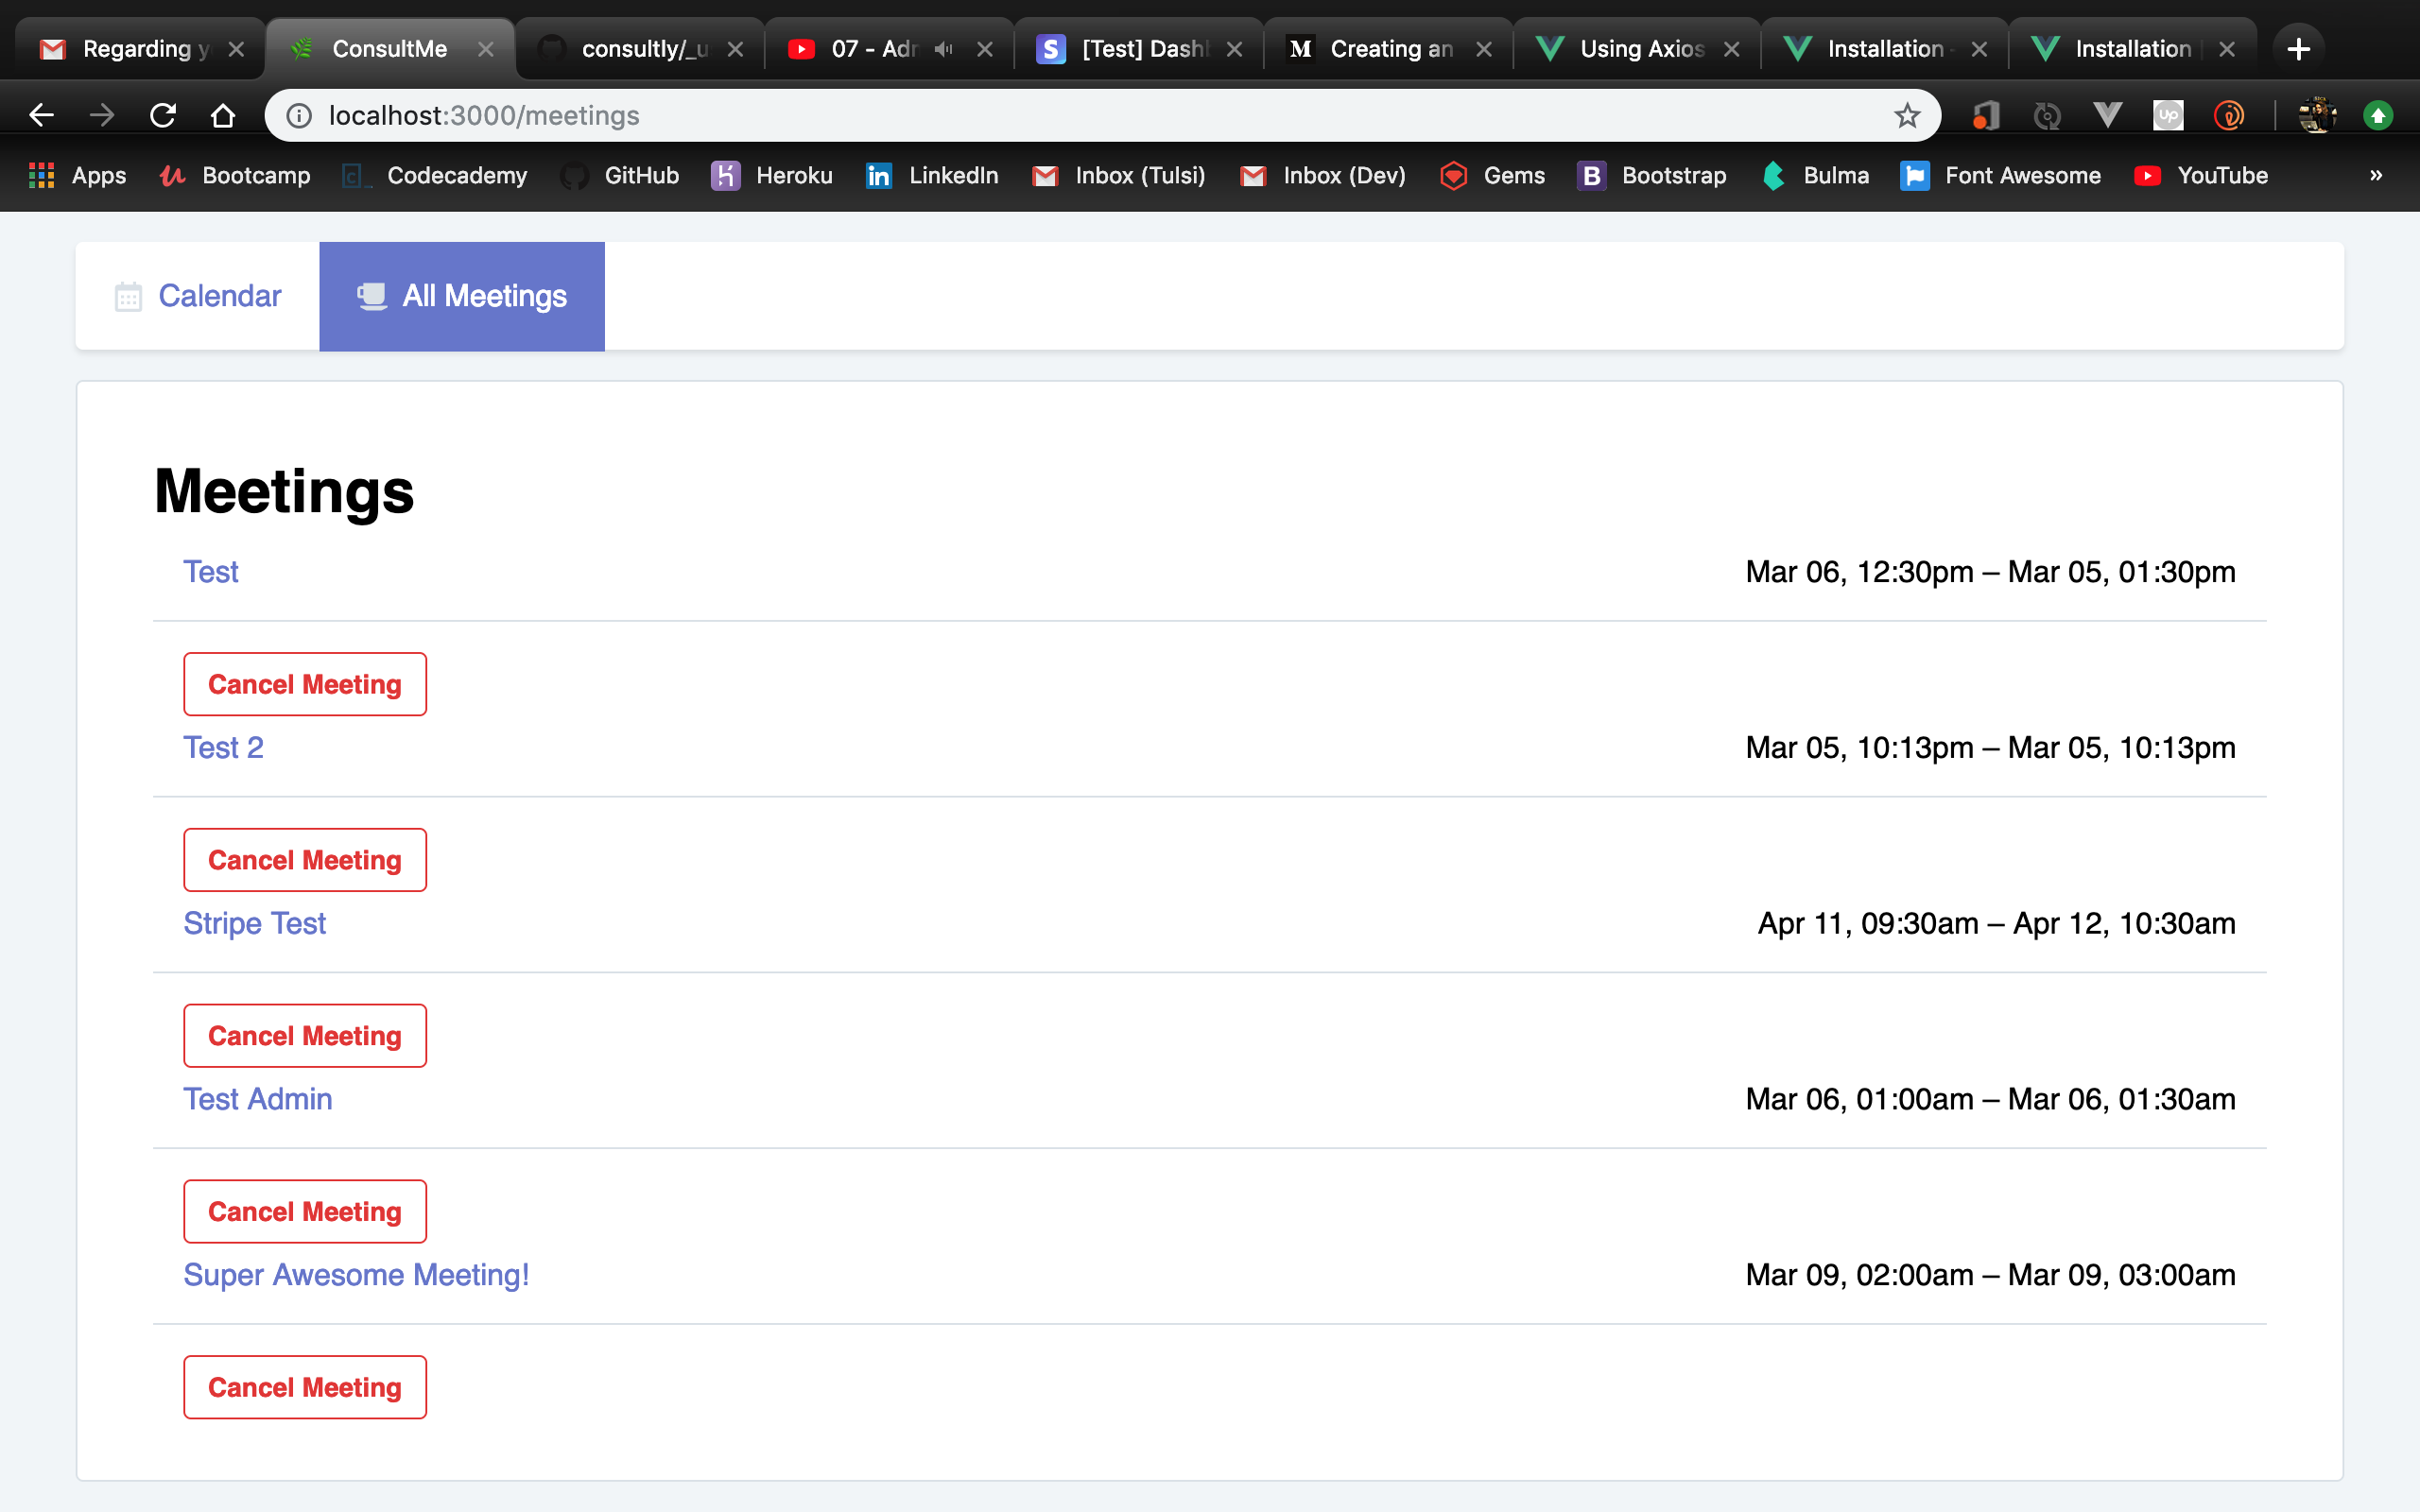 Regarding y
ConsultMe
consultly/_u
07 - Adr
[Test] Dashb
Creating an
Using Axios
Installation -
Installation |
localhost:3000/meetings
Apps
Bootcamp
Codecademy
GitHub
Heroku
LinkedIn
Inbox (Tulsi)
Inbox (Dev)
Gems
Bootstrap
Bulma
Font Awesome
YouTube
»
Calendar
All Meetings
Meetings
Test Mar 06, 12:30pm – Mar 05, 01:30pm
Cancel Meeting
Test 2 Mar 05, 10:13pm – Mar 05, 10:13pm
Cancel Meeting
Stripe Test Apr 11, 09:30am – Apr 12, 10:30am
Cancel Meeting
Test Admin Mar 06, 01:00am – Mar 06, 01:30am
Cancel Meeting
Super Awesome Meeting! Mar 09, 02:00am – Mar 09, 03:00am
Cancel Meeting